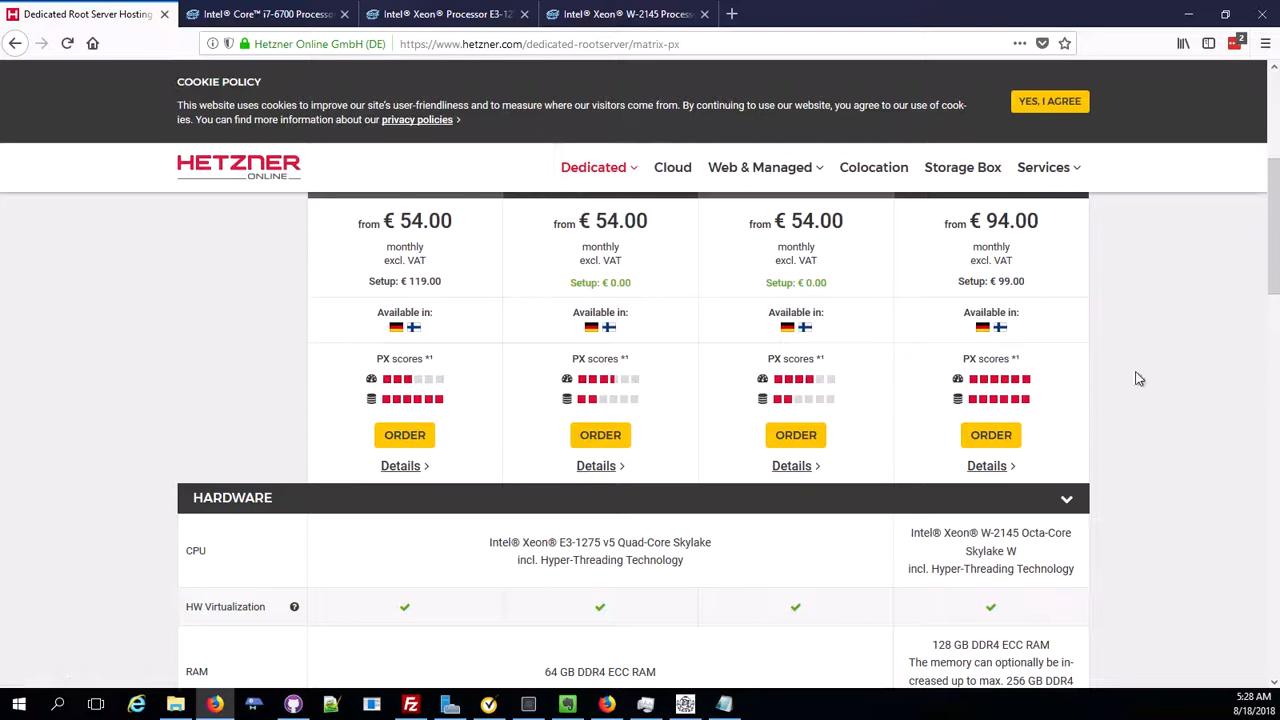 Dedicated Root Server Hosting
Intel® Core™ i7-6700 Processor
Intel® Xeon® Processor E3-12
Intel® Xeon® W-2145 Process
Hetzner Online GmbH (DE)
https://www.hetzner.com/dedicated-rootserver/matrix-px
2
COOKIE POLICY
This website uses cookies to improve our site's user-friendliness and to measure where our visitors come from. By continuing to use our website, you agree to our use of cook-
ies. You can find more information about our privacy policies
YES, I AGREE
HETZNER
ONLINE
Dedicated
Cloud
Web & Managed
Colocation
Storage Box
Services
from € 54.00
from € 54.00
from € 54.00
from € 94.00
monthly
monthly
monthly
monthly
excl. VAT
excl. VAT
excl. VAT
excl. VAT
Setup: € 119.00
Setup: € 0.00
Setup: € 0.00
Setup: € 99.00
Available in:
Available in:
Available in:
Available in:
PX scores *¹
PX scores *¹
PX scores *¹
PX scores *¹
ORDER
ORDER
ORDER
ORDER
Details
Details
Details
Details
HARDWARE
CPU
Intel® Xeon® E3-1275 v5 Quad-Core Skylake
incl. Hyper-Threading Technology
Intel® Xeon® W-2145 Octa-Core
Skylake W
incl. Hyper-Threading Technology
HW Virtualization
RAM
64 GB DDR4 ECC RAM
128 GB DDR4 ECC RAM
The memory can optionally be in-
creased up to max. 256 GB DDR4
5:28 AM
8/18/2018